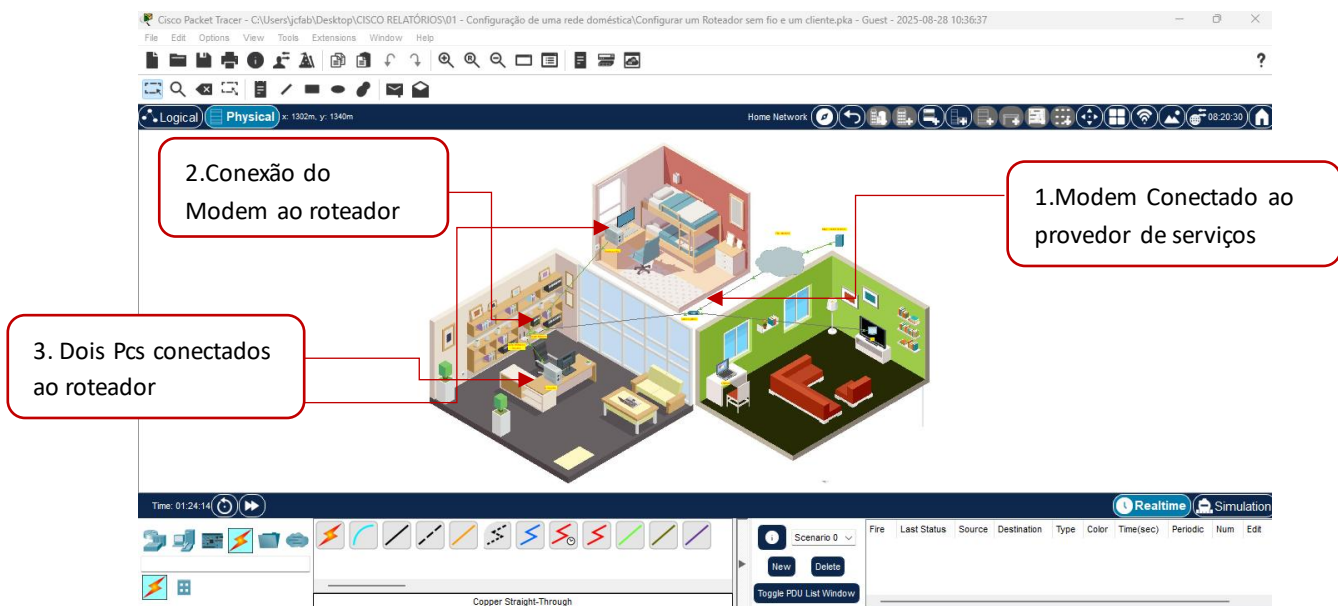 Cisco Packet Tracer - C:\Users\jcfab\Desktop\CISCO RELATÓRIOS\01 - Configuração de uma rede doméstica\Configurar um Roteador sem fio e um cliente.pka - Guest - 2025-08-28 10:36:37
File Edit Options View Tools Extensions Window Help
?
Logical Physical x: 1302m, y: 1340m Home Network 08:20:30
2.Conexão do
Modem ao roteador
1.Modem Conectado ao
provedor de serviços
3. Dois Pcs conectados
ao roteador
Time: 01:24:14 Realtime Simulation
Scenario 0 Fire Last Status Source Destination Type Color Time(sec) Periodic Num Edit
New Delete
Toggle PDU List Window
Copper Straight-Through